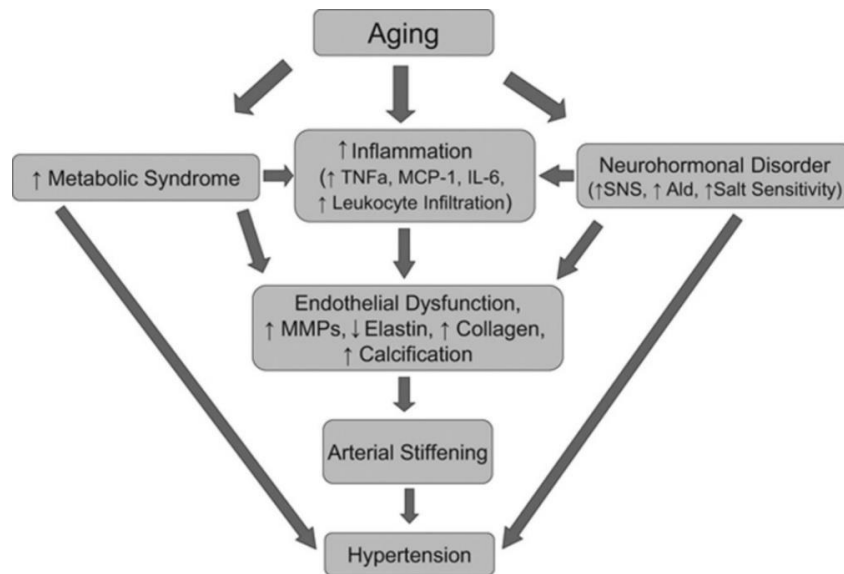 Aging
↑ Inflammation
(↑ TNFa, MCP-1, IL-6,
↑ Leukocyte Infiltration)
↑ Metabolic Syndrome
Neurohormonal Disorder
(↑SNS, ↑ Ald, ↑Salt Sensitivity)
Endothelial Dysfunction,
↑ MMPs, ↓ Elastin, ↑ Collagen,
↑ Calcification
Arterial Stiffening
Hypertension